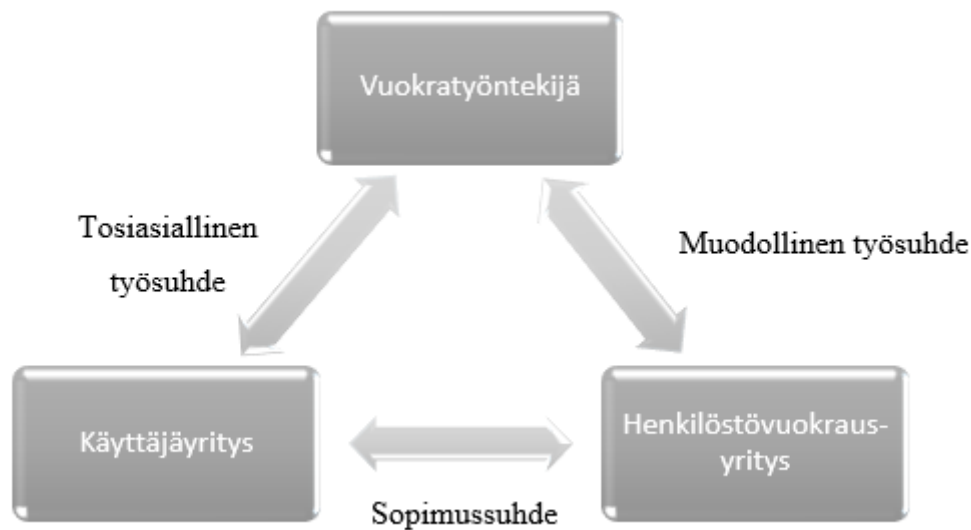 Vuokratyöntekijä
Tosiasiallinen
työsuhde
Muodollinen työsuhde
Käyttäjäyritys
Henkilöstövuokraus-
yritys
Sopimussuhde